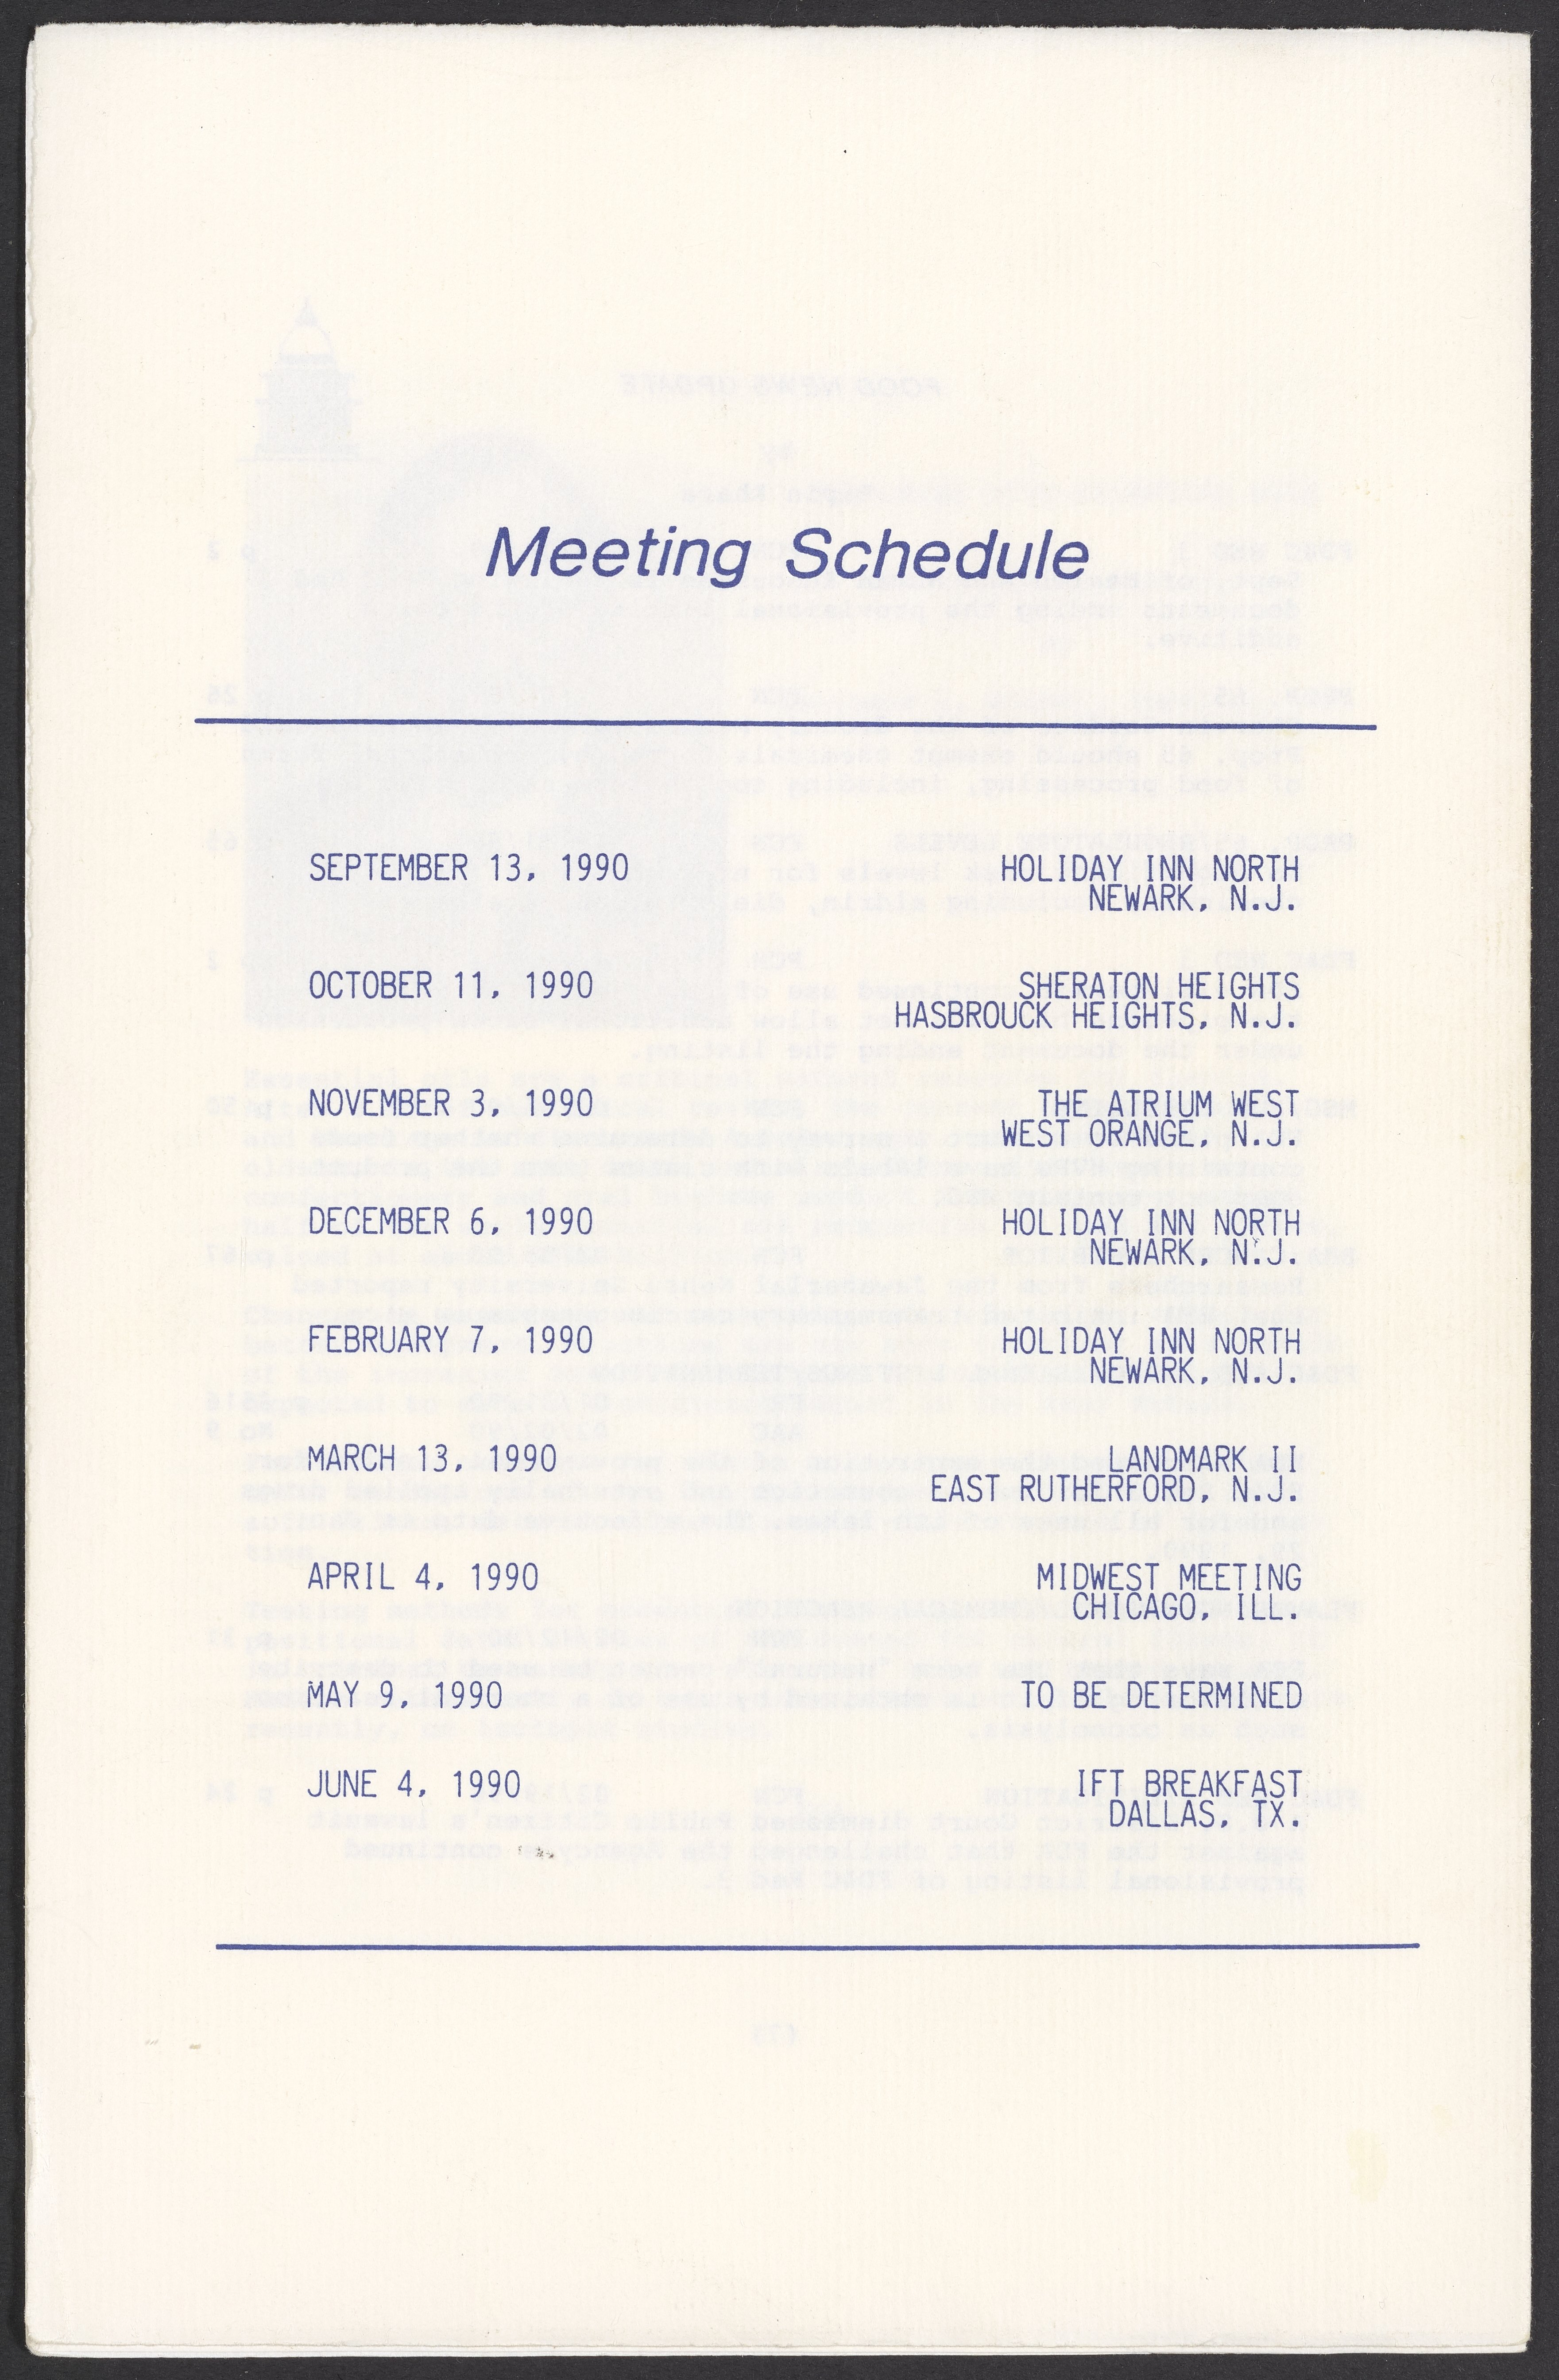 Meeting Schedule
SEPTEMBER 13, 1990 HOLIDAY INN NORTH
NEWARK, N.J.
OCTOBER 11, 1990 SHERATON HEIGHTS
HASBROUCK HEIGHTS, N.J.
NOVEMBER 3, 1990 THE ATRIUM WEST
WEST ORANGE, N.J.
DECEMBER 6, 1990 HOLIDAY INN NORTH
NEWARK, N.J.
FEBRUARY 7, 1990 HOLIDAY INN NORTH
NEWARK, N.J.
MARCH 13, 1990 LANDMARK II
EAST RUTHERFORD, N.J.
APRIL 4, 1990 MIDWEST MEETING
CHICAGO, ILL.
MAY 9, 1990 TO BE DETERMINED
JUNE 4, 1990 IFT BREAKFAST
DALLAS, TX.